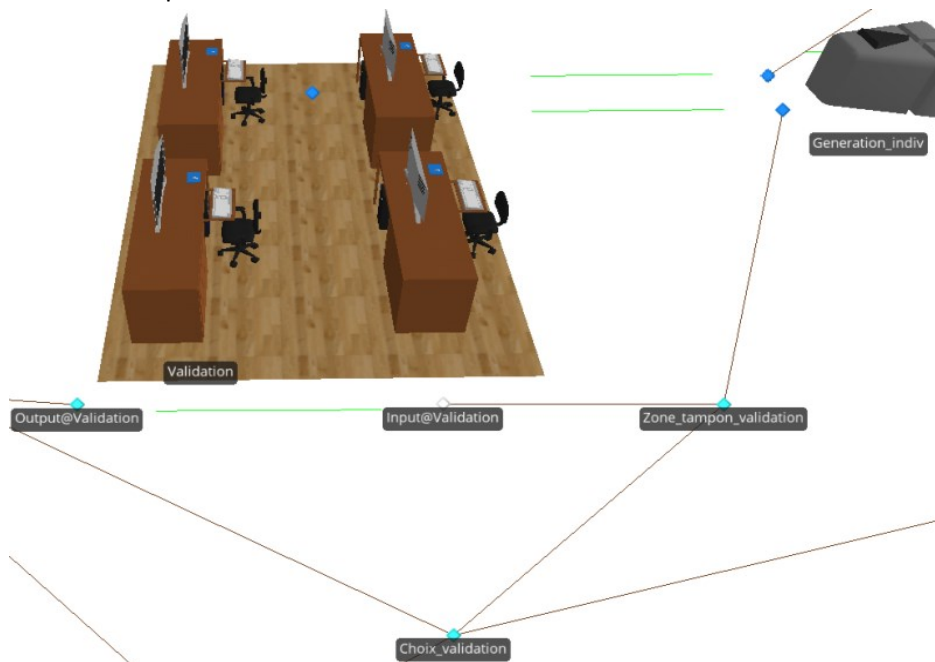 Generation_indiv
Validation
Output@Validation
Input@Validation
Zone_tampon_validation
Choix_validation